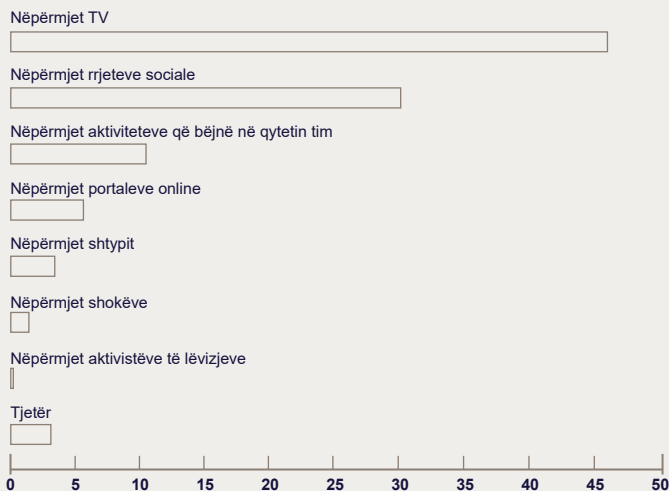 Nëpërmjet TV
Nëpërmjet rrjeteve sociale
Nëpërmjet aktiviteteve që bëjnë në qytetin tim
Nëpërmjet portaleve online
Nëpërmjet shtypit
Nëpërmjet shokëve
Nëpërmjet aktivistëve të lëvizjeve
Tjetër
0 5 10 15 20 25 30 35 40 45 50